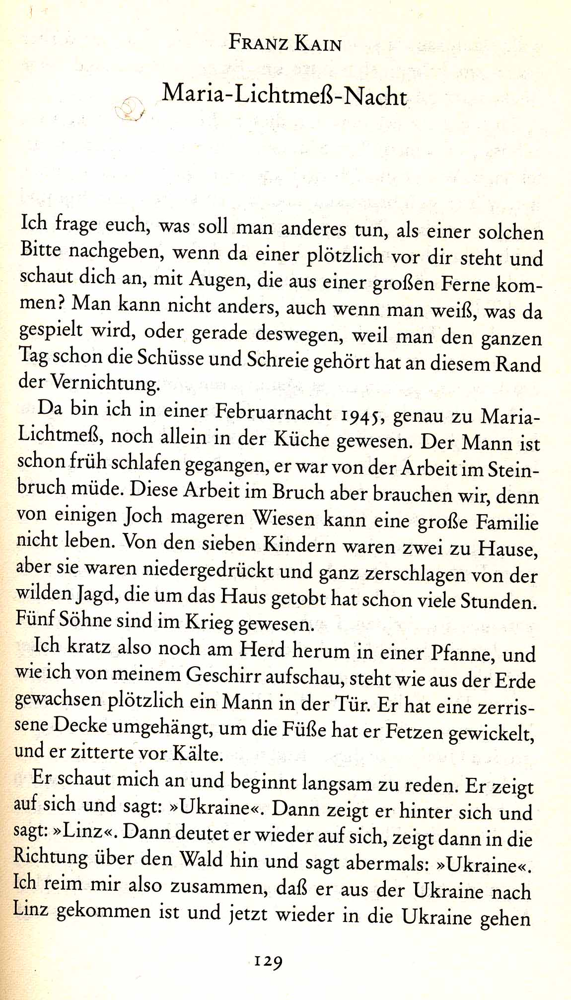 Franz Kain
Maria-Lichtmeß-Nacht
Ich frage euch, was soll man anderes tun, als einer solchen
Bitte nachgeben, wenn da einer plötzlich vor dir steht und
schaut dich an, mit Augen, die aus einer großen Ferne kom-
men? Man kann nicht anders, auch wenn man weiß, was da
gespielt wird, oder gerade deswegen, weil man den ganzen
Tag schon die Schüsse und Schreie gehört hat an diesem Rand
der Vernichtung.
Da bin ich in einer Februarnacht 1945, genau zu Maria-
Lichtmeß, noch allein in der Küche gewesen. Der Mann ist
schon früh schlafen gegangen, er war von der Arbeit im Stein-
bruch müde. Diese Arbeit im Bruch aber brauchen wir, denn
von einigen Joch mageren Wiesen kann eine große Familie
nicht leben. Von den sieben Kindern waren zwei zu Hause,
aber sie waren niedergedrückt und ganz zerschlagen von der
wilden Jagd, die um das Haus getobt hat schon viele Stunden.
Fünf Söhne sind im Krieg gewesen.
Ich kratz also noch am Herd herum in einer Pfanne, und
wie ich von meinem Geschirr aufschau, steht wie aus der Erde
gewachsen plötzlich ein Mann in der Tür. Er hat eine zerris-
sene Decke umgehängt, um die Füße hat er Fetzen gewickelt,
und er zitterte vor Kälte.
Er schaut mich an und beginnt langsam zu reden. Er zeigt
auf sich und sagt: »Ukraine«. Dann zeigt er hinter sich und
sagt: »Linz«. Dann deutet er wieder auf sich, zeigt dann in die
Richtung über den Wald hin und sagt abermals: »Ukraine«.
Ich reim mir also zusammen, daß er aus der Ukraine nach
Linz gekommen ist und jetzt wieder in die Ukraine gehen
129